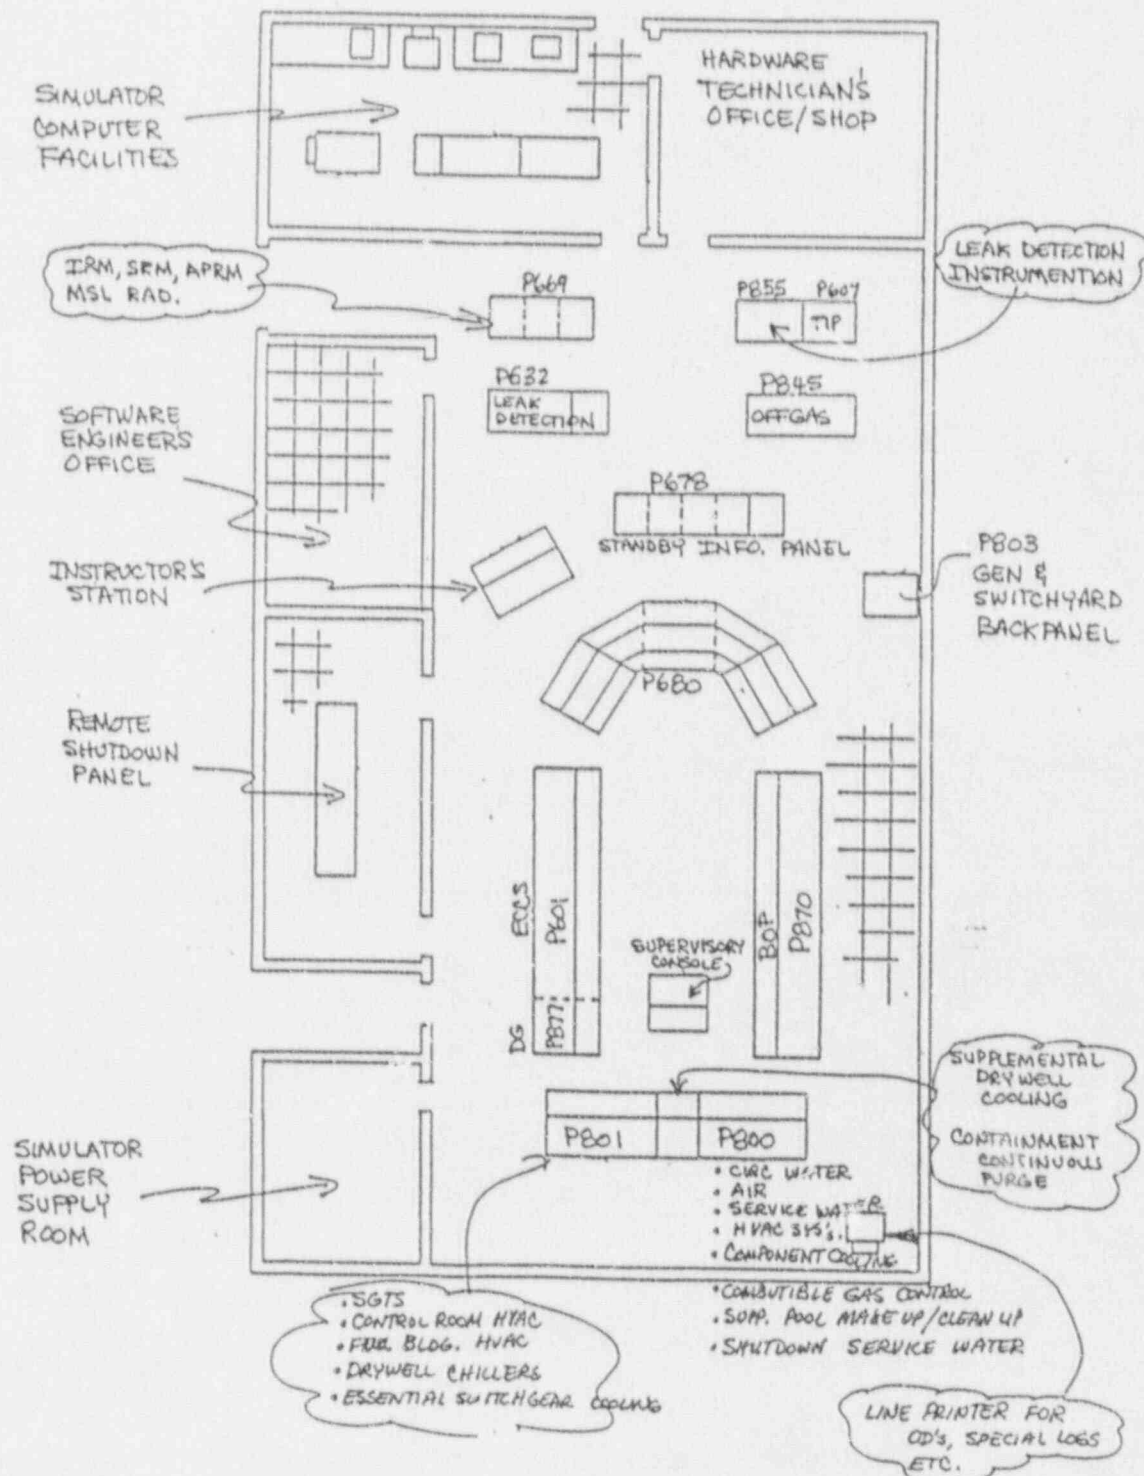 SIMULATOR
COMPUTER
FACILITIES
HARDWARE
TECHNICIAN'S
OFFICE/SHOP
IRM, SRM, APRM
MSL RAD.
P669
P855
P607
TIP
LEAK DETECTION
INSTRUMENTION
P632
LEAK
DETECTION
P845
OFFGAS
SOFTWARE
ENGINEERS
OFFICE
P678
STANDBY INFO. PANEL
INSTRUCTOR'S
STATION
P803
GEN &
SWITCHYARD
BACKPANEL
P680
REMOTE
SHUTDOWN
PANEL
ECCS
P601
DG
P877
SUPERVISORY
CONSOLE
BOP
P870
SUPPLEMENTAL
DRYWELL
COOLING
CONTAINMENT
CONTINUOUS
PURGE
P801
P800
SIMULATOR
POWER
SUPPLY
ROOM
• CIRC WATER
• AIR
• SERVICE WATER
• HVAC SYS's.
• COMPONENT COOLING
• COMBUTIBLE GAS CONTROL
• SUPP. POOL MAKE UP/CLEAN UP
• SHUTDOWN SERVICE WATER
• SGTS
• CONTROL ROOM HVAC
• FUEL BLDG. HVAC
• DRYWELL CHILLERS
• ESSENTIAL SWITCHGEAR COOLING
LINE PRINTER FOR
OD's, SPECIAL LOGS
ETC.